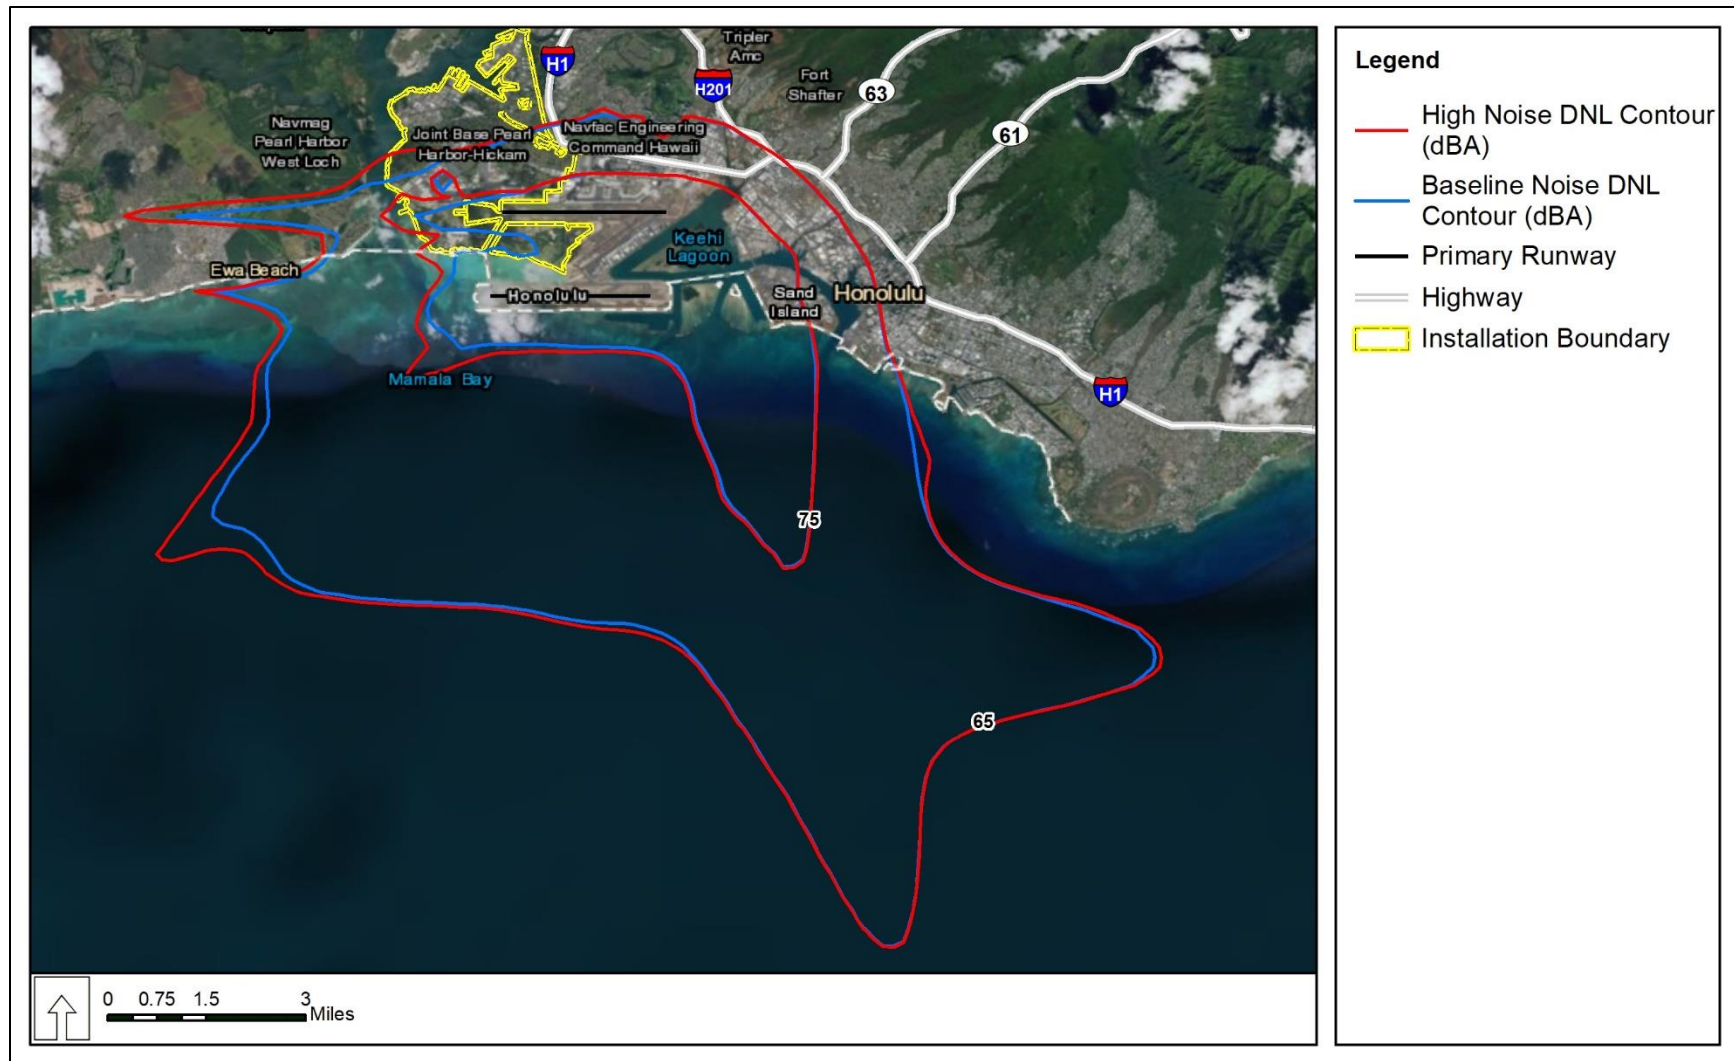 Tripler
Amc
H1
H201
Fort
Shafter
63
61
Navmag
Pearl Harbor
West Loch
Joint Base Pearl
Harbor-Hickam
Navfac Engineering
Command Hawaii
Keehi
Lagoon
Ewa Beach
Honolulu
Sand
Island
Honolulu
Mamala Bay
H1
75
65
0 0.75 1.5 3
Miles
Legend
High Noise DNL Contour
(dBA)
Baseline Noise DNL
Contour (dBA)
Primary Runway
Highway
Installation Boundary